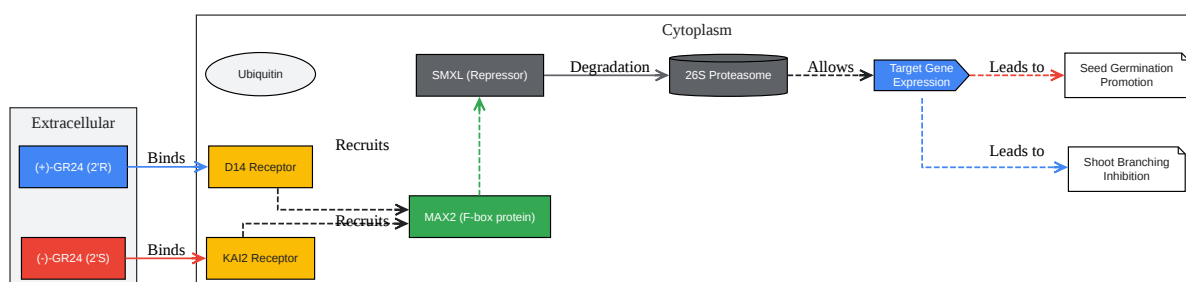 Cytoplasm
Ubiquitin
SMXL (Repressor)
Degradation
26S Proteasome
Allows
Target Gene
Expression
Leads to
Seed Germination
Promotion
Extracellular
(+)-GR24 (2'R)
Binds
D14 Receptor
Recruits
Leads to
Shoot Branching
Inhibition
Recruits
MAX2 (F-box protein)
(-)-GR24 (2'S)
Binds
KAI2 Receptor